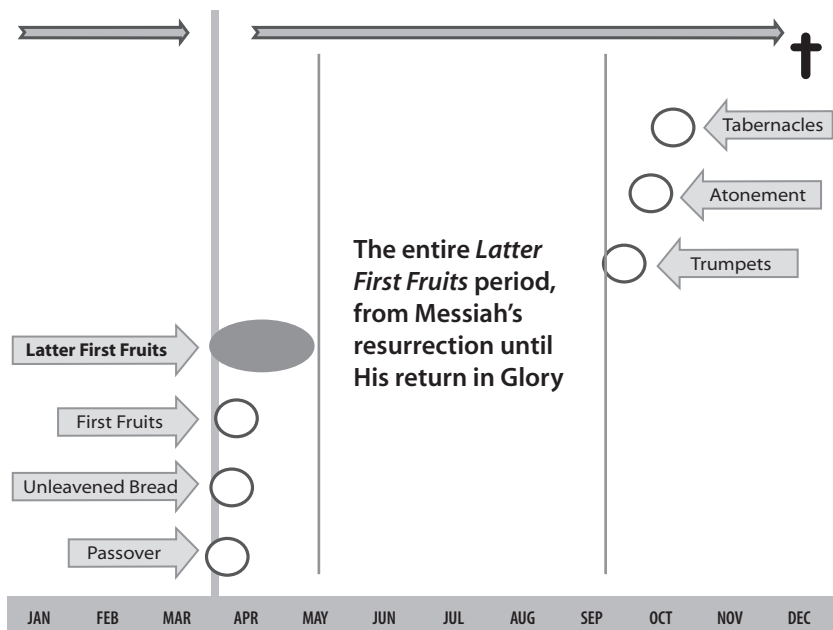 Tabernacles
Atonement
Trumpets
The entire Latter
First Fruits period,
from Messiah's
resurrection until
His return in Glory
Latter First Fruits
First Fruits
Unleavened Bread
Passover
JAN FEB MAR APR MAY JUN JUL AUG SEP OCT NOV DEC